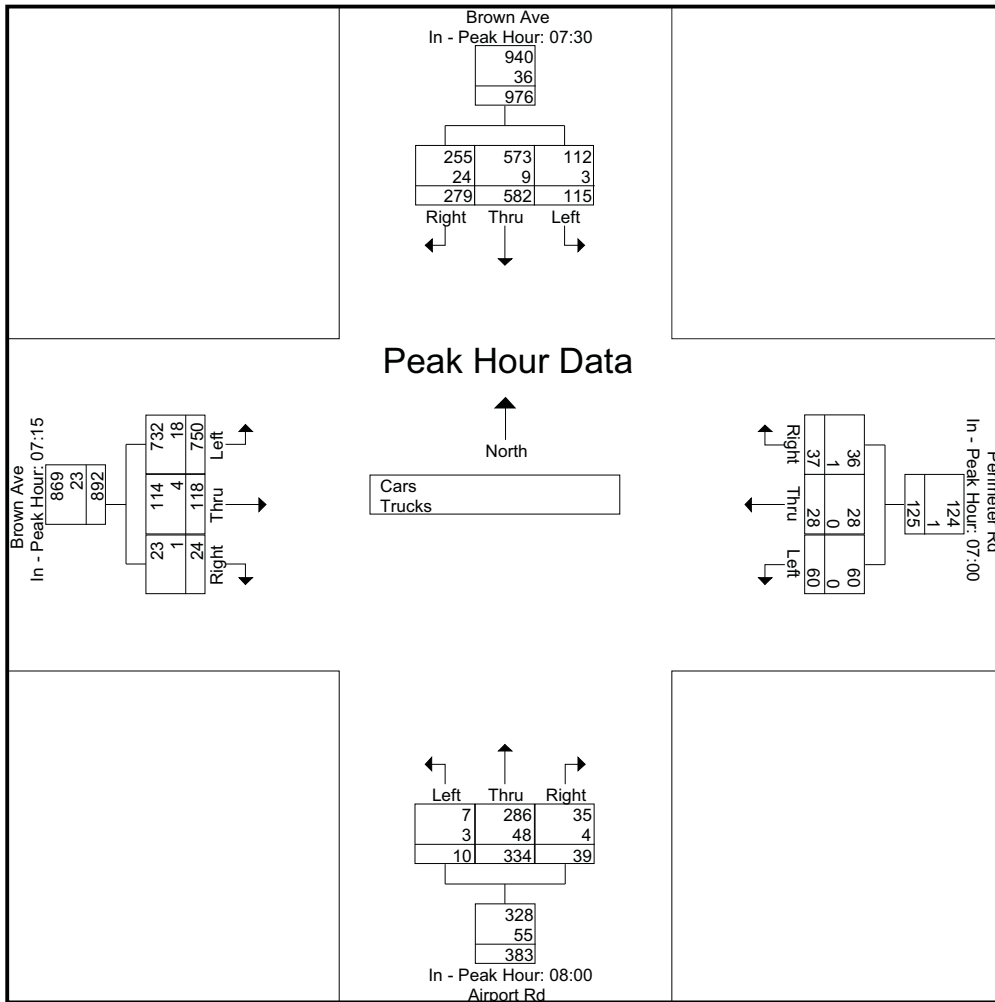 Brown Ave
In - Peak Hour: 07:30
940
36
976
255 573 112
24 9 3
279 582 115
Right Thru Left
Peak Hour Data
North
Cars
Trucks
Brown Ave
In - Peak Hour: 07:15
869
23
892
732 114 23
18 4 1
750 118 24
Left Thru Right
Perimeter Rd
In - Peak Hour: 07:00
124
1
125
36 28 60
1 0 0
37 28 60
Right Thru Left
Left Thru Right
7 286 35
3 48 4
10 334 39
328
55
383
In - Peak Hour: 08:00
Airport Rd